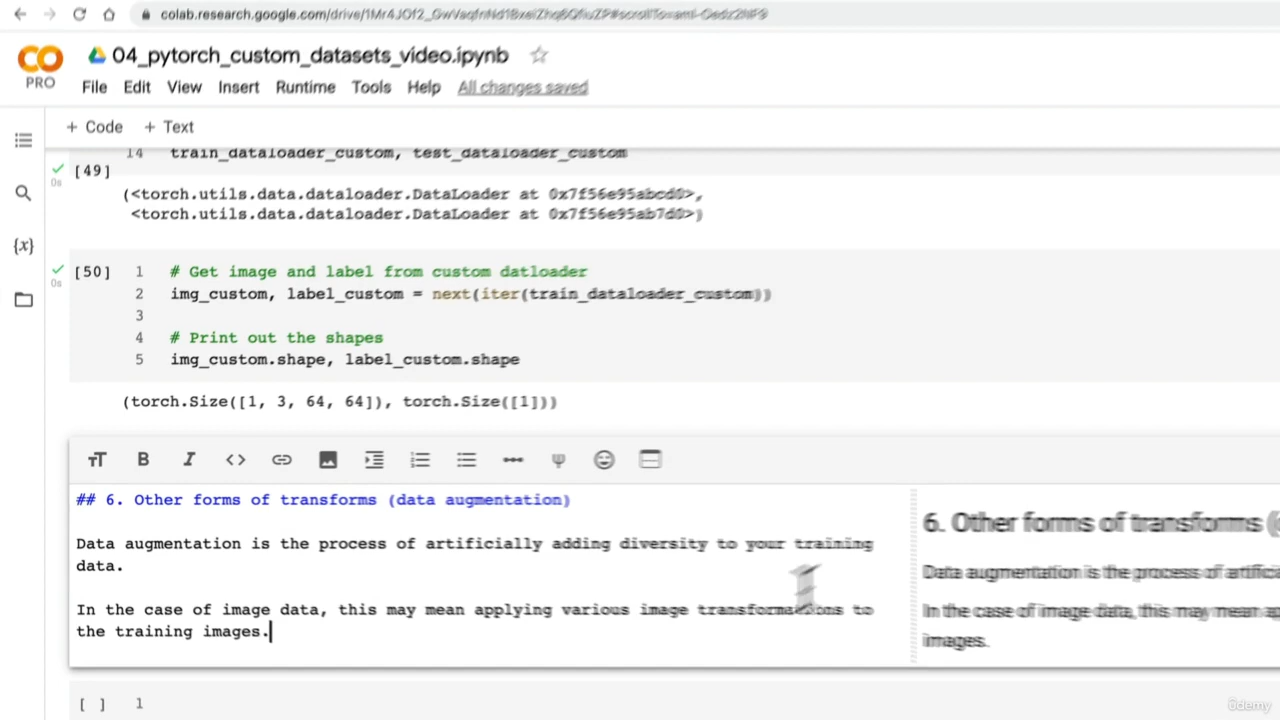 colab.research.google.com/drive/
CO
PRO
04_pytorch_custom_datasets_video.ipynb
File Edit View Insert Runtime Tools Help All changes saved
+ Code + Text
14 train_dataloader_custom, test_dataloader_custom
0s [49]
(<torch.utils.data.dataloader.DataLoader at 0x7f56e95abcd0>,
<torch.utils.data.dataloader.DataLoader at 0x7f56e95ab7d0>)
{x}
[50] 1 # Get image and label from custom datloader
0s
2 img_custom, label_custom = next(iter(train_dataloader_custom))
3
4 # Print out the shapes
5 img_custom.shape, label_custom.shape
(torch.Size([1, 3, 64, 64]), torch.Size([1]))
## 6. Other forms of transforms (data augmentation)
6. Other forms of transforms (
Data augmentation is the process of artificially adding diversity to your training
data.
Data augmentation is the process of artific
In the case of image data, this may mean applying various image transformations to
the training images.
In the case of image data, this may mean ap
images.
[ ] 1
ûdemy